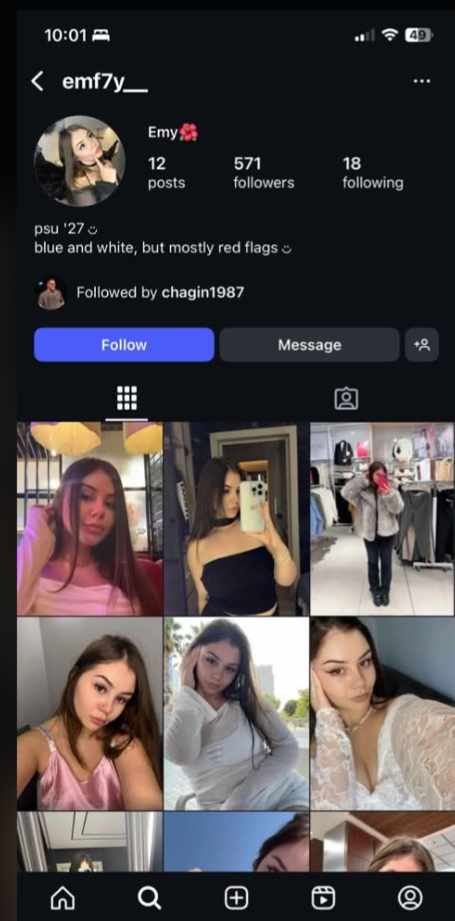 10:01
49
emf7y__
Emy🌺
12 571 18
posts followers following
psu '27 ت
blue and white, but mostly red flags ت
Followed by chagin1987
Follow Message